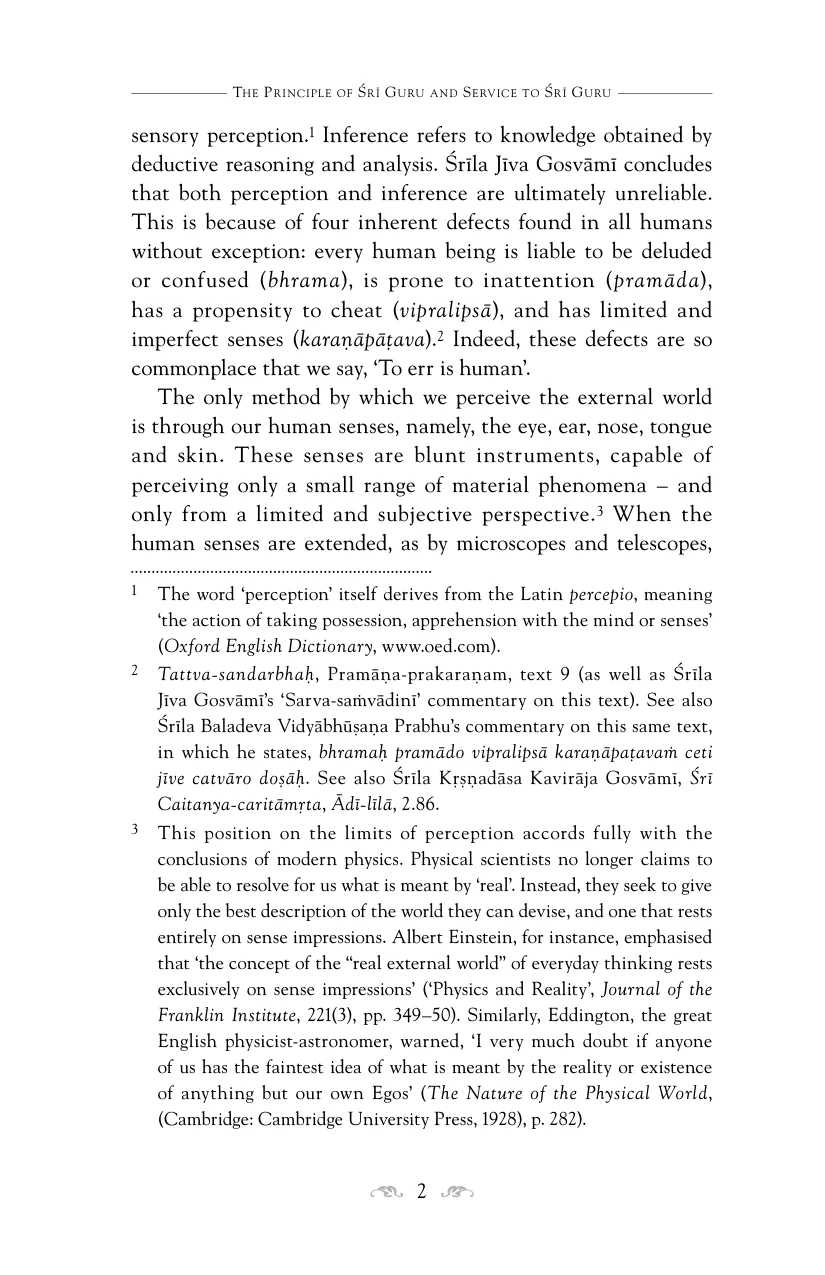 The Principle of Śrī Guru and Service to Śrī Guru
sensory perception.1 Inference refers to knowledge obtained by
deductive reasoning and analysis. Śrīla Jīva Gosvāmī concludes
that both perception and inference are ultimately unreliable.
This is because of four inherent defects found in all humans
without exception: every human being is liable to be deluded
or confused (bhrama), is prone to inattention (pramāda),
has a propensity to cheat (vipralipsā), and has limited and
imperfect senses (karaṇāpāṭava).2 Indeed, these defects are so
commonplace that we say, ‘To err is human’.
The only method by which we perceive the external world
is through our human senses, namely, the eye, ear, nose, tongue
and skin. These senses are blunt instruments, capable of
perceiving only a small range of material phenomena – and
only from a limited and subjective perspective.3 When the
human senses are extended, as by microscopes and telescopes,
1 The word ‘perception’ itself derives from the Latin percepio, meaning
‘the action of taking possession, apprehension with the mind or senses’
(Oxford English Dictionary, www.oed.com).
2 Tattva-sandarbhaḥ, Pramāṇa-prakaraṇam, text 9 (as well as Śrīla
Jīva Gosvāmī’s ‘Sarva-saṁvādinī’ commentary on this text). See also
Śrīla Baladeva Vidyābhūṣaṇa Prabhu’s commentary on this same text,
in which he states, bhramaḥ pramādo vipralipsā karaṇāpaṭavaṁ ceti
jīve catvāro doṣāḥ. See also Śrīla Kṛṣṇadāsa Kavirāja Gosvāmī, Śrī
Caitanya-caritāmṛta, Ādī-līlā, 2.86.
3 This position on the limits of perception accords fully with the
conclusions of modern physics. Physical scientists no longer claims to
be able to resolve for us what is meant by ‘real’. Instead, they seek to give
only the best description of the world they can devise, and one that rests
entirely on sense impressions. Albert Einstein, for instance, emphasised
that ‘the concept of the “real external world” of everyday thinking rests
exclusively on sense impressions’ (‘Physics and Reality’, Journal of the
Franklin Institute, 221(3), pp. 349–50). Similarly, Eddington, the great
English physicist-astronomer, warned, ‘I very much doubt if anyone
of us has the faintest idea of what is meant by the reality or existence
of anything but our own Egos’ (The Nature of the Physical World,
(Cambridge: Cambridge University Press, 1928), p. 282).
2